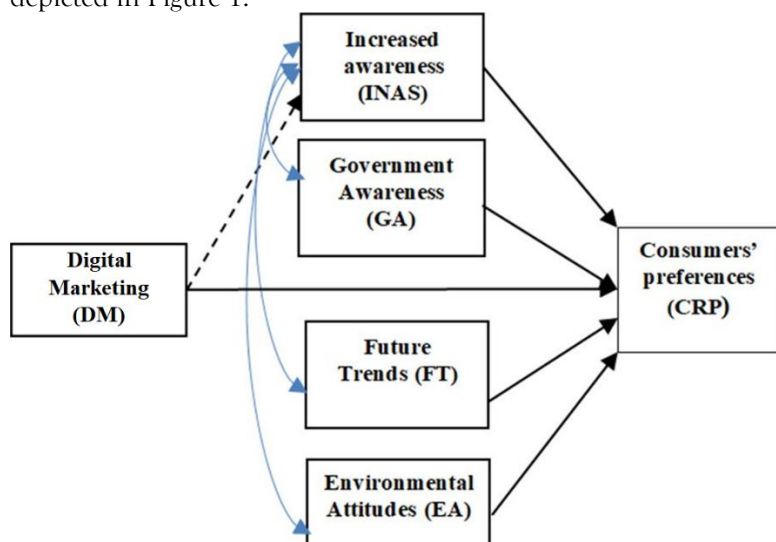 depicted in Figure 1.
Increased
awareness
(INAS)
Government
Awareness
(GA)
Digital
Marketing
(DM)
Consumers’
preferences
(CRP)
Future
Trends (FT)
Environmental
Attitudes (EA)